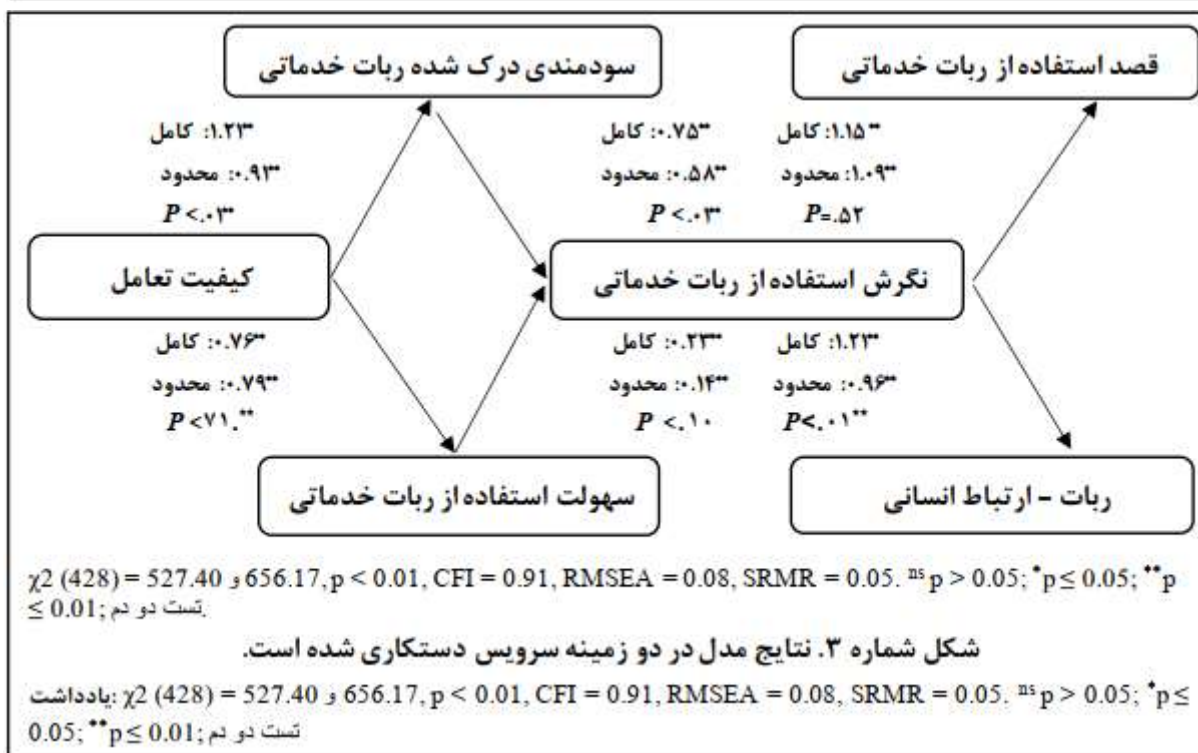 سودمندی درک شده ربات خدماتی
قصد استفاده از ربات خدماتی
۱.۲۳**: کامل
۰.۹۳**: محدود
P <.۰۳*
۰.۷۵**: کامل
۰.۵۸**: محدود
P <.۰۳*
۱.۱۵**: کامل
۱.۰۹**: محدود
P=.۵۲
کیفیت تعامل
نگرش استفاده از ربات خدماتی
۰.۷۶**: کامل
۰.۷۹**: محدود
P <۷۱.**
۰.۲۳**: کامل
۰.۱۴**: محدود
P <.۱۰
۱.۲۳**: کامل
۰.۹۶**: محدود
P<.۰۱**
سهولت استفاده از ربات خدماتی
ربات - ارتباط انسانی
χ2 (428) = 527.40 و 656.17, p < 0.01, CFI = 0.91, RMSEA = 0.08, SRMR = 0.05. ns p > 0.05; *p ≤ 0.05; **p
≤ 0.01; تست دو دم.
شکل شماره ۳. نتایج مدل در دو زمینه سرویس دستکاری شده است.
یادداشت: χ2 (428) = 527.40 و 656.17, p < 0.01, CFI = 0.91, RMSEA = 0.08, SRMR = 0.05. ns p > 0.05; *p ≤
0.05; **p ≤ 0.01; تست دو دم